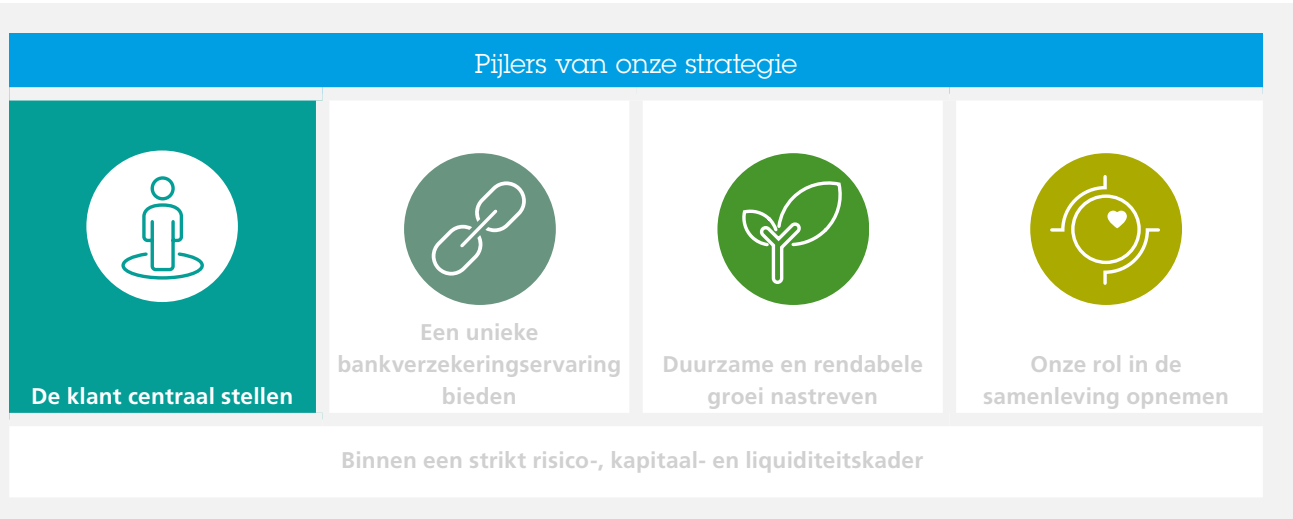 Pijlers van onze strategie
De klant centraal stellen
Een unieke
bankverzekeringservaring
bieden
Duurzame en rendabele
groei nastreven
Onze rol in de
samenleving opnemen
Binnen een strikt risico-, kapitaal- en liquiditeitskader